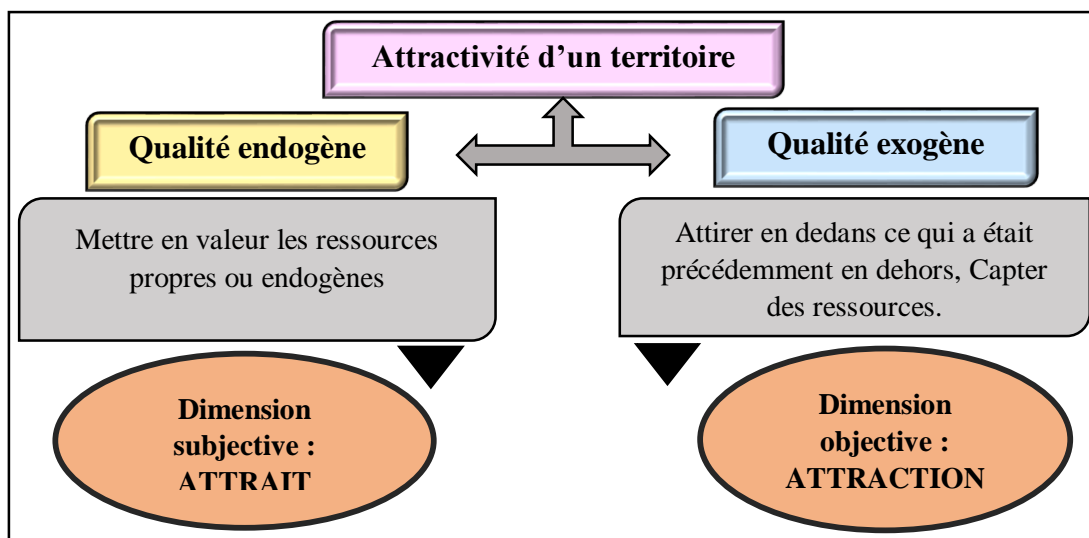 Attractivité d'un territoire
Qualité endogène
Qualité exogène
Mettre en valeur les ressources
propres ou endogènes
Attirer en dedans ce qui a était
précédemment en dehors, Capter
des ressources.
Dimension
subjective :
ATTRAIT
Dimension
objective :
ATTRACTION